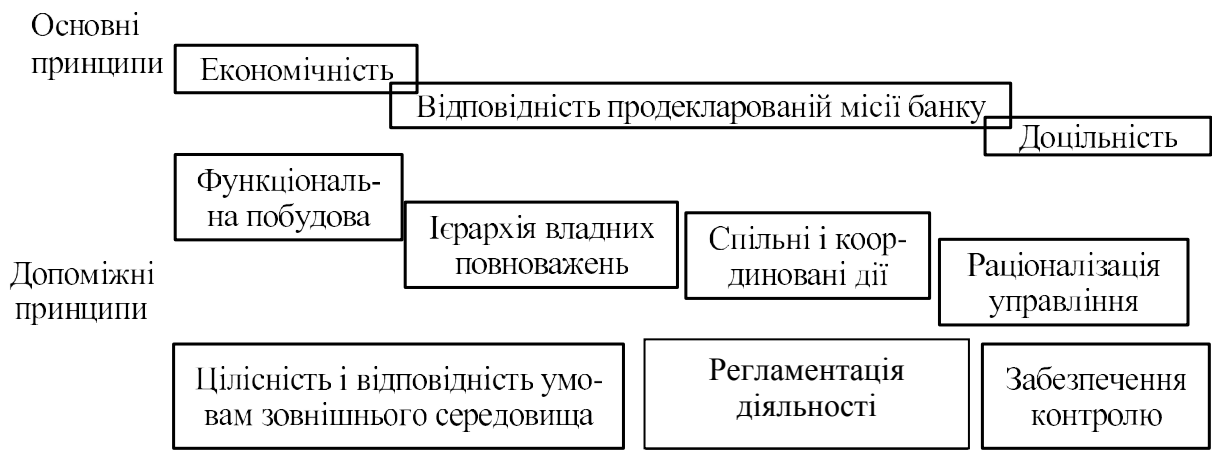 Основні
принципи
Економічність
Відповідність продекларованій місії банку
Доцільність
Допоміжні
принципи
Функціональ-
на побудова
Ієрархія владних
повноважень
Спільні і коор-
диновані дії
Раціоналізація
управління
Цілісність і відповідність умо-
вам зовнішнього середовища
Регламентація
діяльності
Забезпечення
контролю